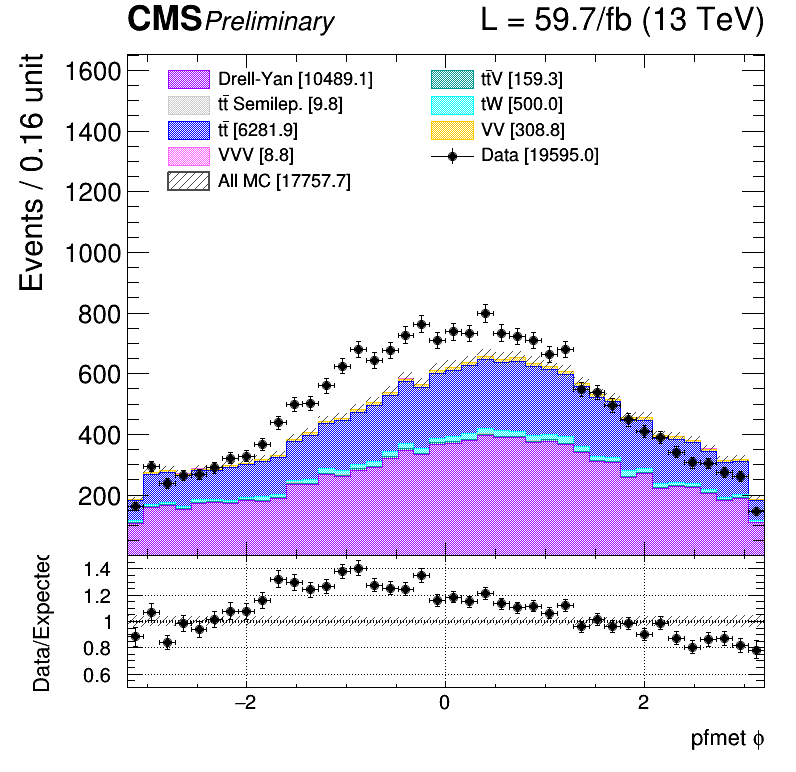 CMS Preliminary L = 59.7/fb (13 TeV)
Events / 0.16 unit
1600
1400
1200
1000
800
600
400
200
Drell-Yan [10489.1]
tt̄ Semilep. [9.8]
tt̄ [6281.9]
VVV [8.8]
All MC [17757.7]
tt̄V [159.3]
tW [500.0]
VV [308.8]
Data [19595.0]
Data/Expected
1.4
1.2
1
0.8
0.6
−2 0 2
pfmet ϕ